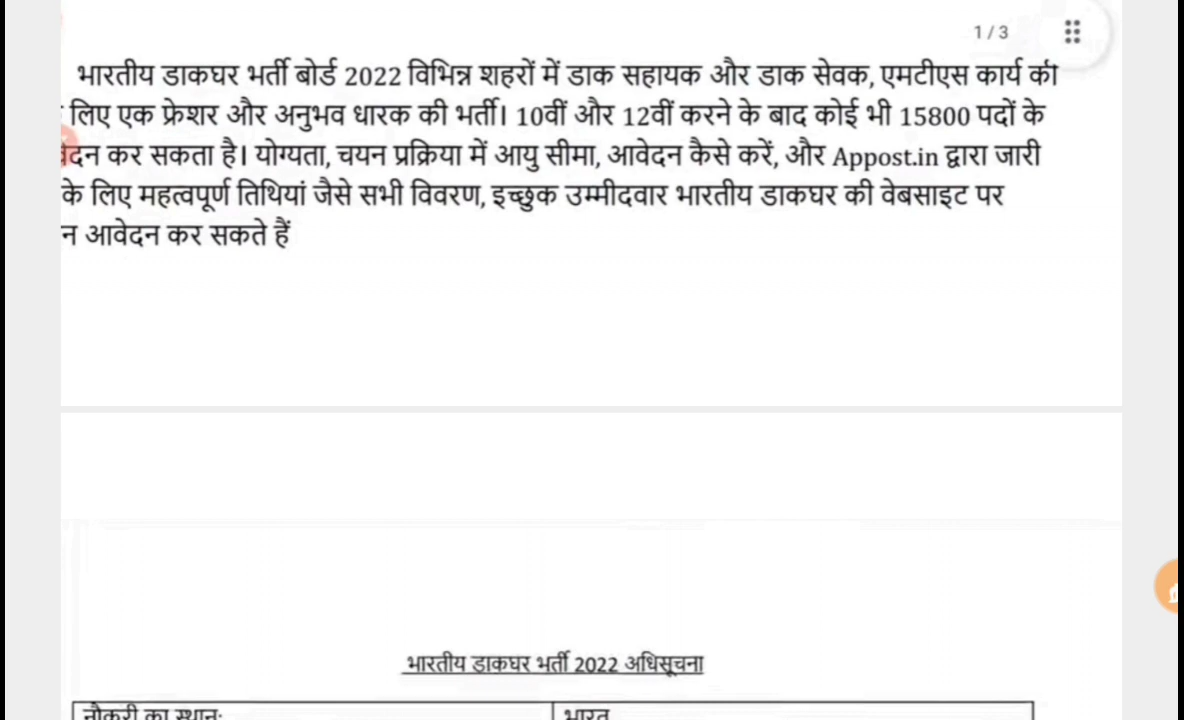 1 / 3
भारतीय डाकघर भर्ती बोर्ड 2022 विभिन्न शहरों में डाक सहायक और डाक सेवक, एमटीएस कार्य की
लिए एक फ्रेशर और अनुभव धारक की भर्ती। 10वीं और 12वीं करने के बाद कोई भी 15800 पदों के
कर सकता है। योग्यता, चयन प्रक्रिया में आयु सीमा, आवेदन कैसे करें, और Appost.in द्वारा जारी
के लिए महत्वपूर्ण तिथियां जैसे सभी विवरण, इच्छुक उम्मीदवार भारतीय डाकघर की वेबसाइट पर
न आवेदन कर सकते हैं
भारतीय डाकघर भर्ती 2022 अधिसूचना
नौकरी का स्थान: भारत